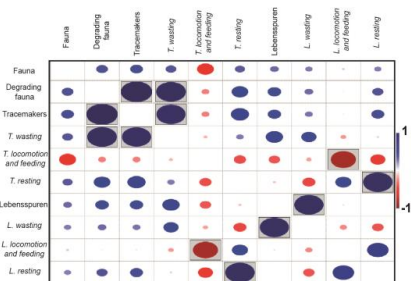 Fauna
Degrading
fauna
Tracemakers
T. wasting
T. locomotion
and feeding
T. resting
Lebensspuren
L. wasting
L. locomotion
and feeding
L. resting
Fauna
Degrading
fauna
Tracemakers
T. wasting
T. locomotion
and feeding
T. resting
Lebensspuren
L. wasting
L. locomotion
and feeding
L. resting
1
-1